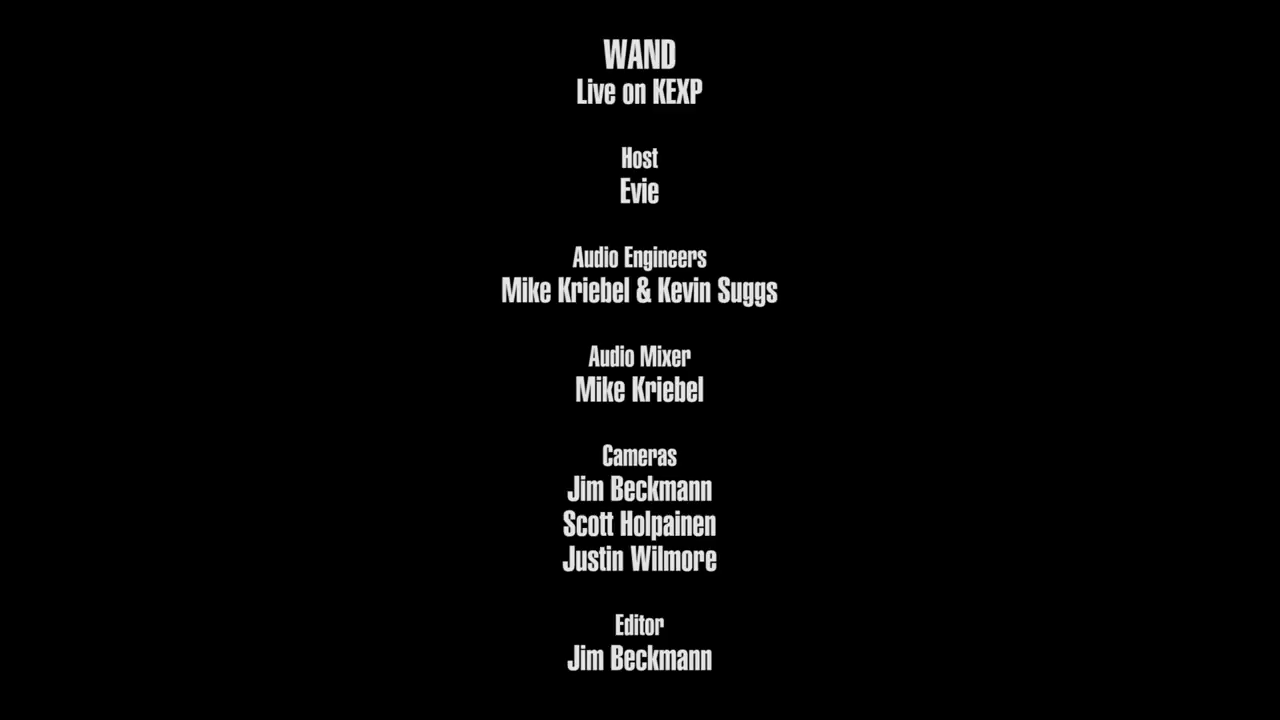 WAND
Live on KEXP
Host
Evie
Audio Engineers
Mike Kriebel & Kevin Suggs
Audio Mixer
Mike Kriebel
Cameras
Jim Beckmann
Scott Holpainen
Justin Wilmore
Editor
Jim Beckmann